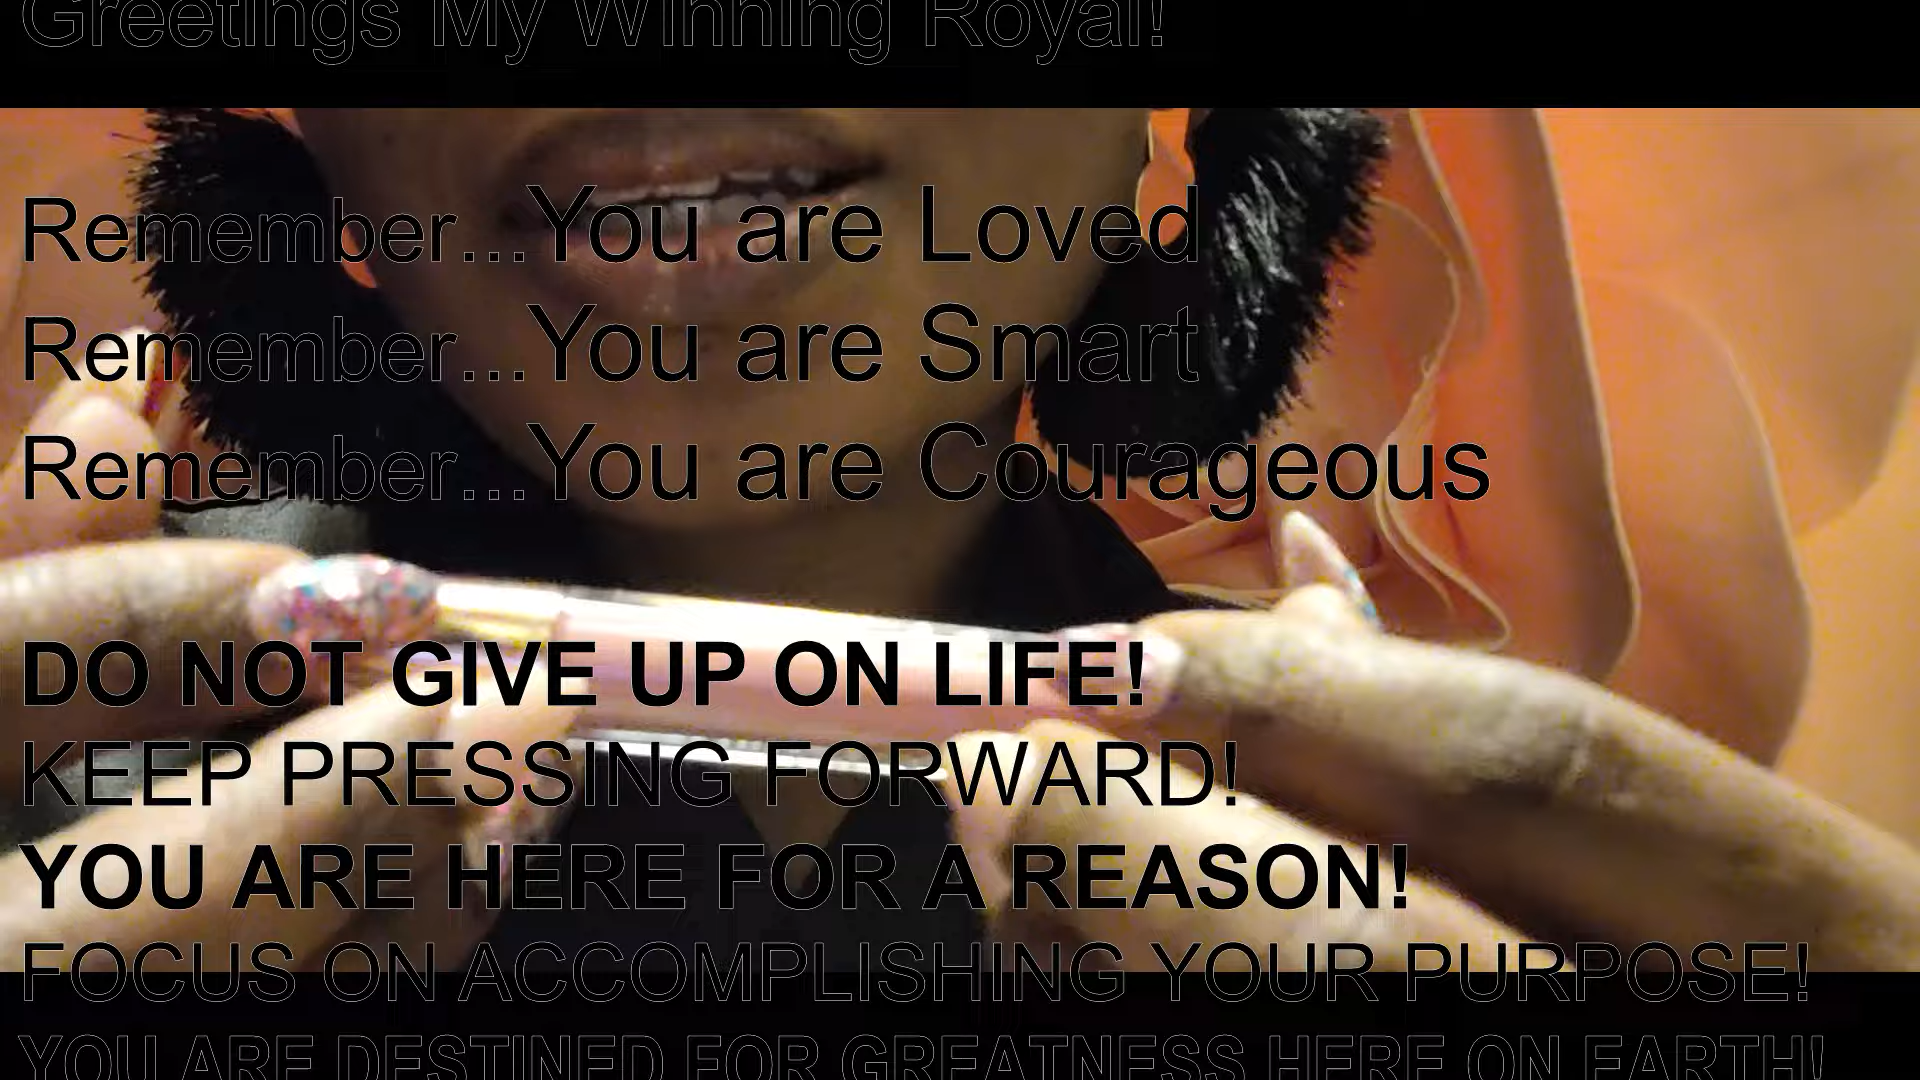 Greetings My Winning Royal!
Remember...You are Loved
Remember...You are Smart
Remember...You are Courageous
DO NOT GIVE UP ON LIFE!
KEEP PRESSING FORWARD!
YOU ARE HERE FOR A REASON!
FOCUS ON ACCOMPLISHING YOUR PURPOSE!
YOU ARE DESTINED FOR GREATNESS HERE ON EARTH!